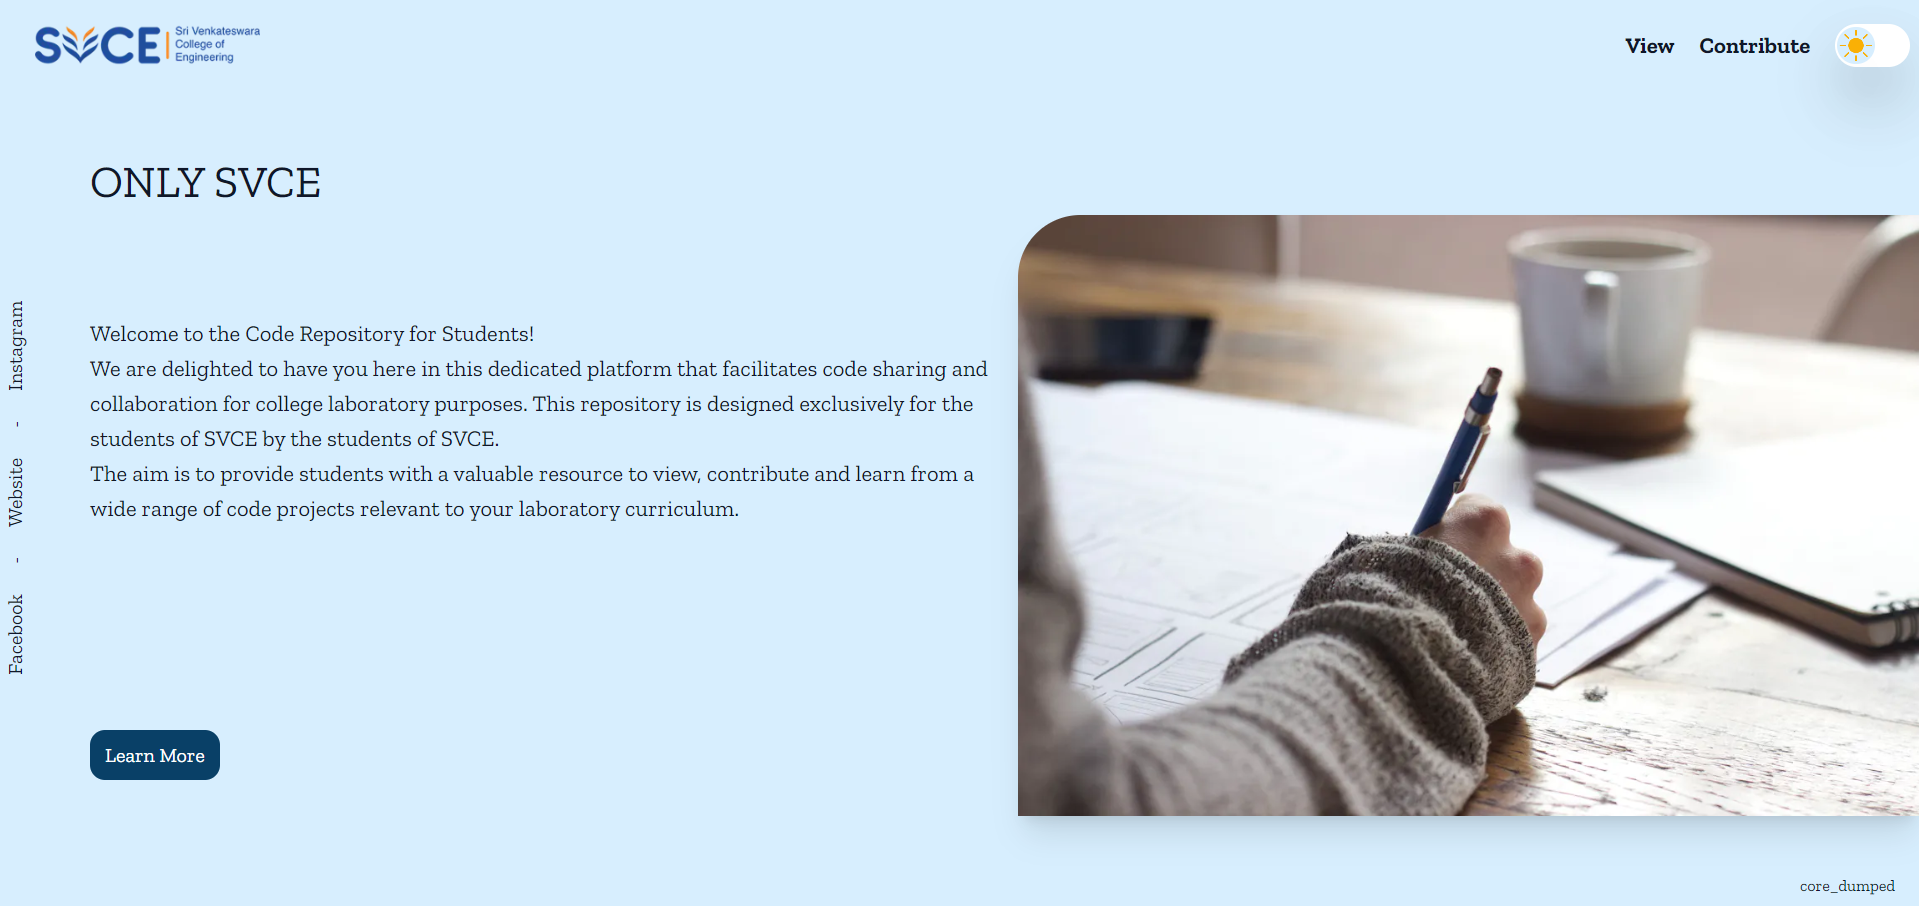 SVCE
Sri Venkateswara
College of
Engineering
View
Contribute
ONLY SVCE
Instagram
-
Website
-
Facebook
Welcome to the Code Repository for Students!
We are delighted to have you here in this dedicated platform that facilitates code sharing and
collaboration for college laboratory purposes. This repository is designed exclusively for the
students of SVCE by the students of SVCE.
The aim is to provide students with a valuable resource to view, contribute and learn from a
wide range of code projects relevant to your laboratory curriculum.
Learn More
core_dumped